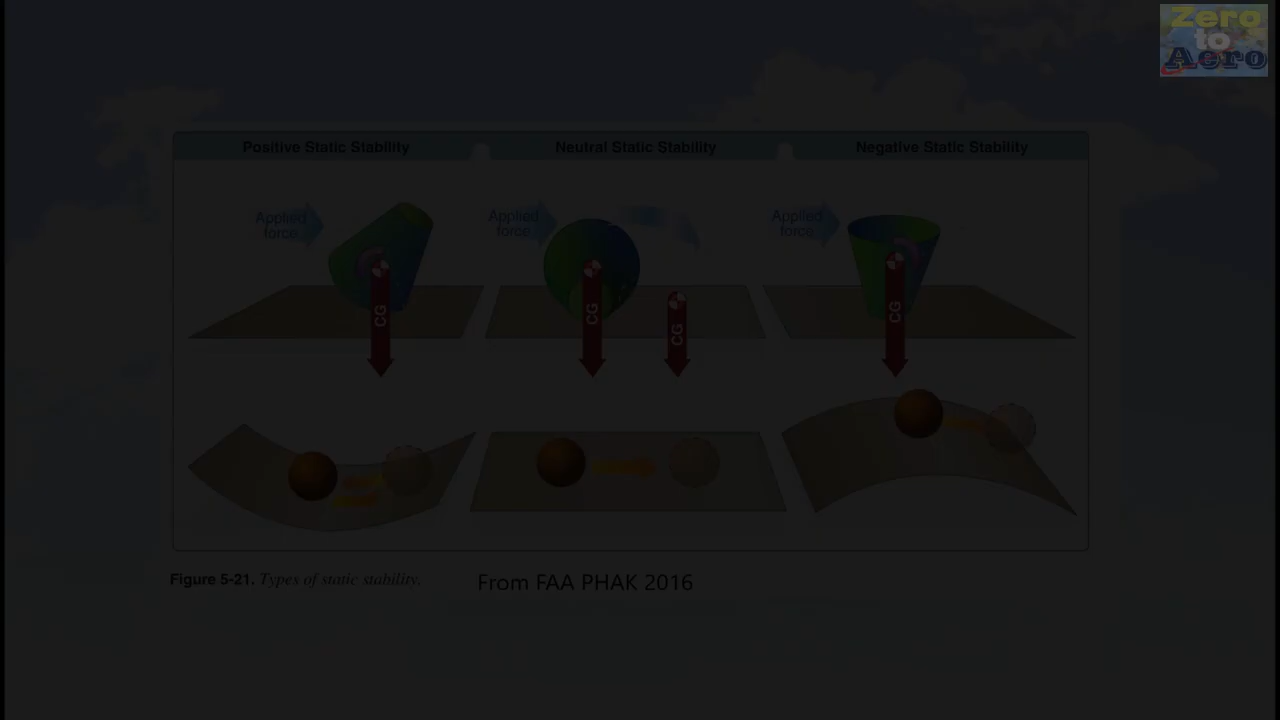 Zero
to
Aero
Positive Static Stability
Neutral Static Stability
Negative Static Stability
Applied
force
Applied
force
Applied
force
CG
CG
CG
CG
Figure 5-21. Types of static stability.
From FAA PHAK 2016